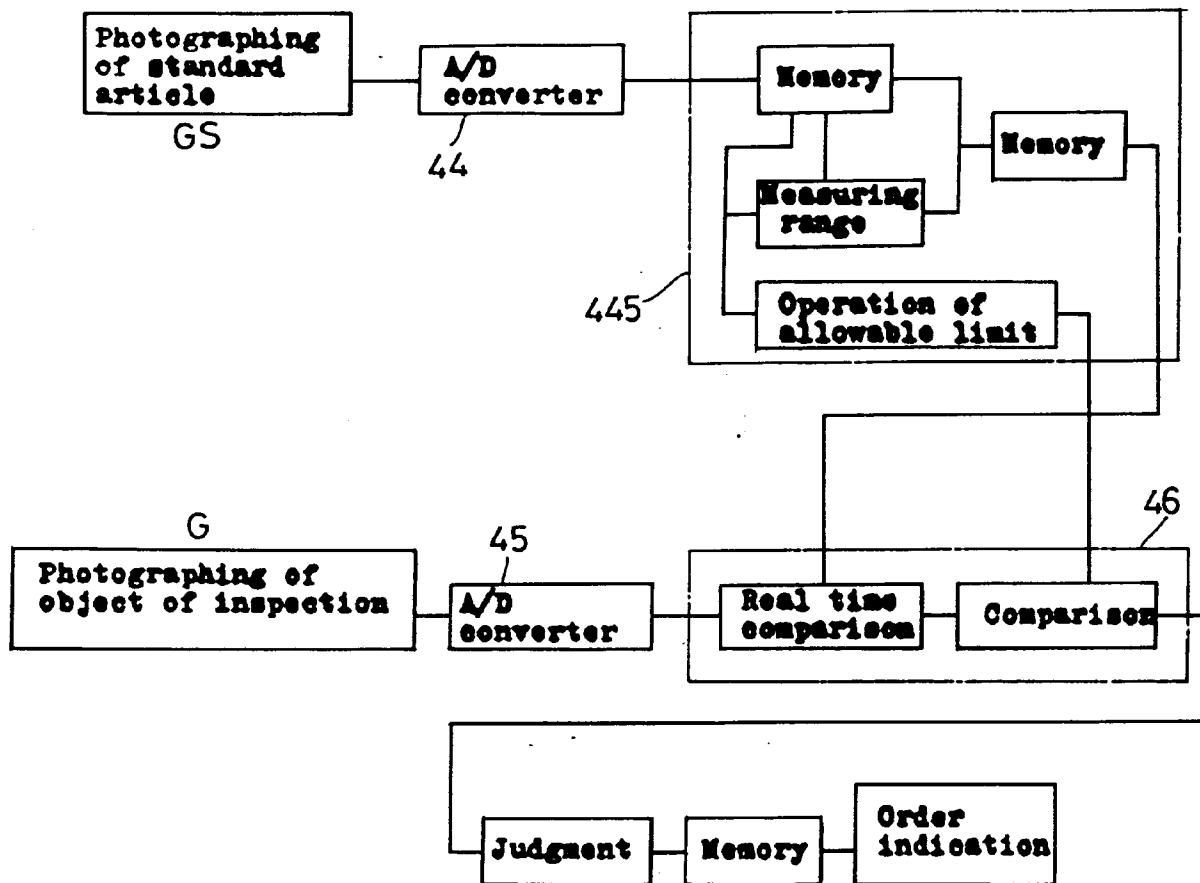 Photographing
of standard
article
GS
A/D
converter
44
Memory
Memory
Measuring
range
Operation of
allowable limit
445
G
Photographing of
object of inspection
45
A/D
converter
46
Real time
comparison
Comparison
Judgment
Memory
Order
indication